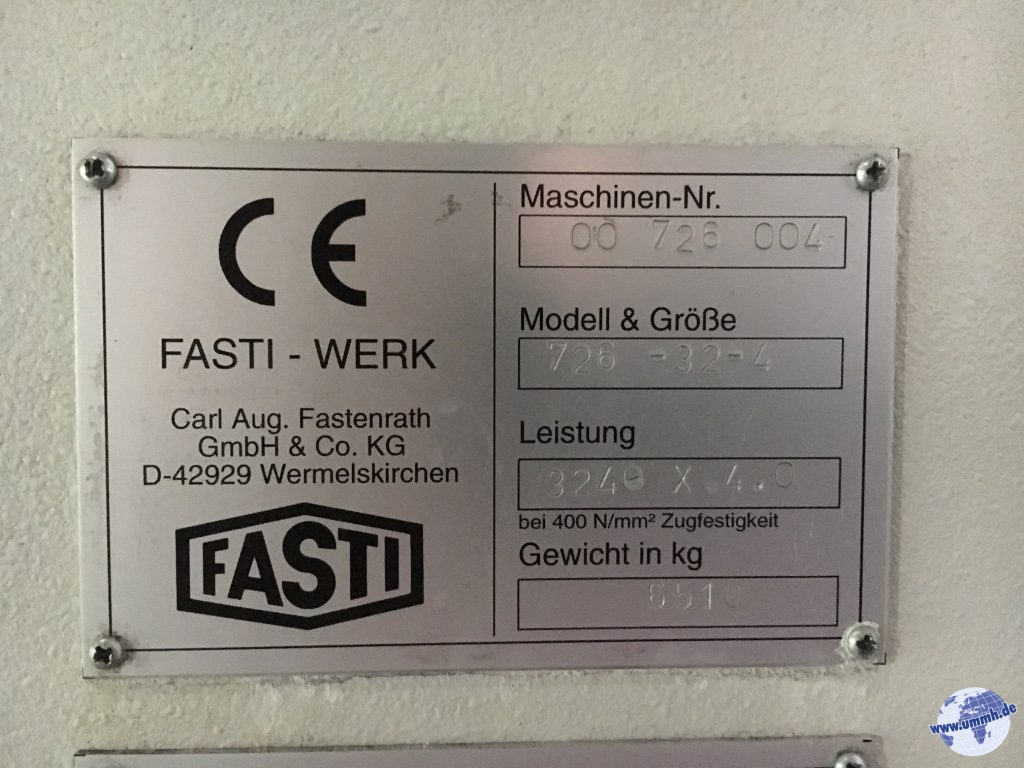 CE
FASTI - WERK
Carl Aug. Fastenrath
GmbH & Co. KG
D-42929 Wermelskirchen
FASTI
Maschinen-Nr.
00 726 004
Modell & Größe
726 -32-4
Leistung
3240 X 4.0
bei 400 N/mm² Zugfestigkeit
Gewicht in kg
6510
www.ummh.de